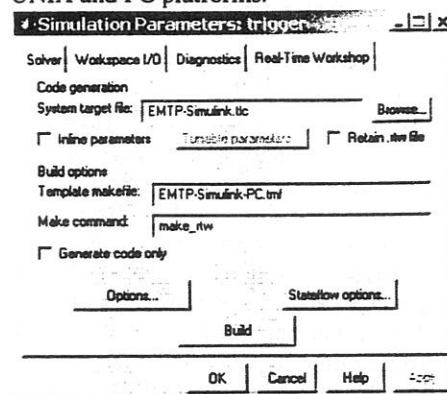 UNIX and PC platforms.
Simulation Parameters: trigger
Solver Workspace I/O Diagnostics Real-Time Workshop
Code generation
System target file: EMTP-Simulink.tlc Browse...
Inline parameters Tunable parameters Retain .rtw file
Build options
Template makefile: EMTP-Simulink-PC.tmf
Make command: make_rtw
Generate code only
Options... Stateflow options...
Build
OK Cancel Help Apply